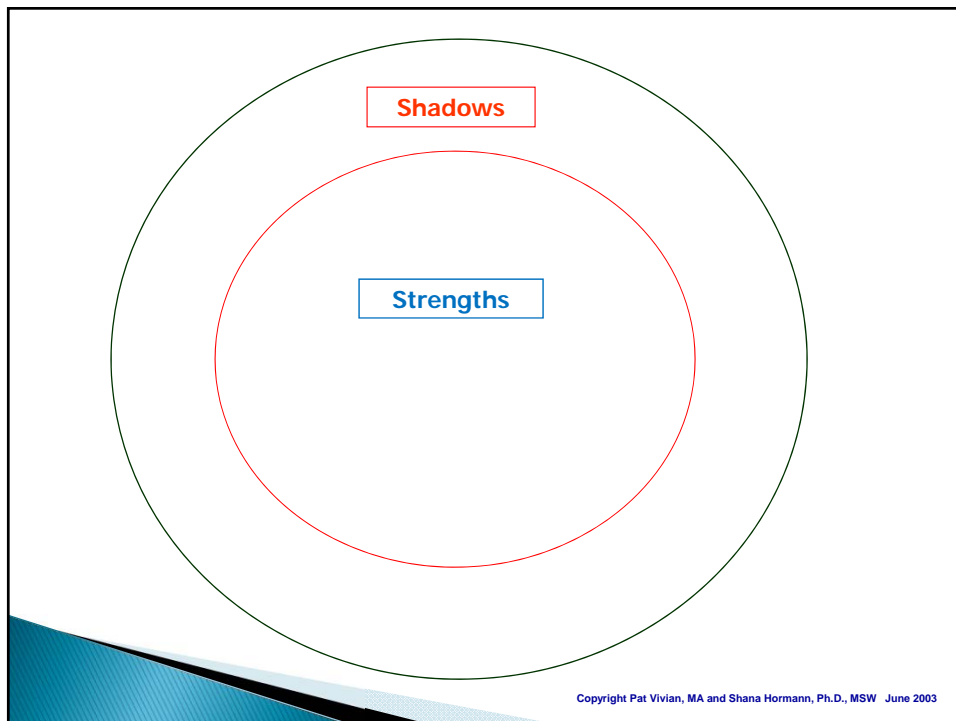 Shadows
Strengths
Copyright Pat Vivian, MA and Shana Hormann, Ph.D., MSW June 2003